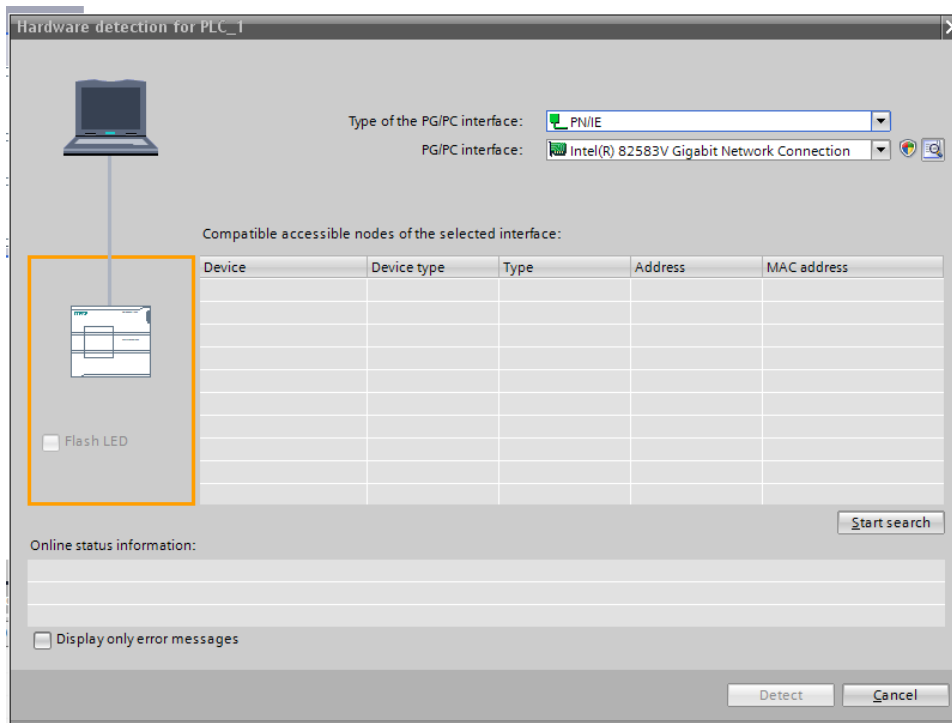 Hardware detection for PLC_1
Type of the PG/PC interface: PN/IE
PG/PC interface: Intel(R) 82583V Gigabit Network Connection
Compatible accessible nodes of the selected interface:
Device Device type Type Address MAC address
Flash LED
Start search
Online status information:
Display only error messages
Detect Cancel